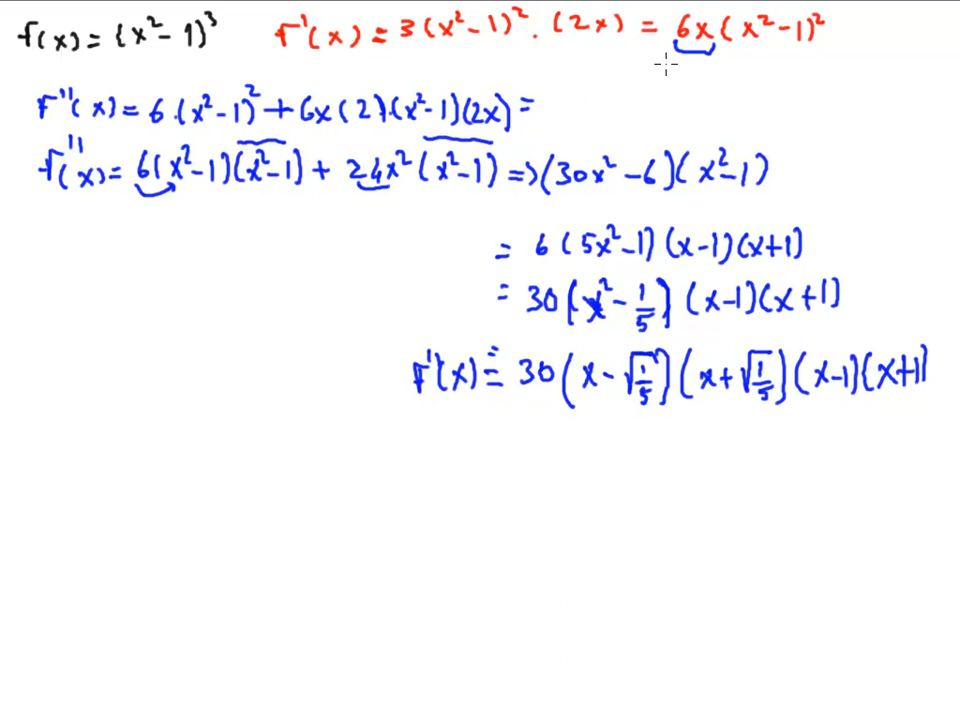 f(x) = (x² - 1)³ f'(x) = 3(x² - 1)² . (2x) = 6x(x² - 1)²
f''(x) = 6.(x² - 1)² + 6x(2)(x² - 1)(2x) =
f''(x) = 6(x² - 1)(x² - 1) + 24x²(x² - 1) => (30x² - 6)(x² - 1)
= 6(5x² - 1)(x - 1)(x + 1)
= 30(x² - 1/5)(x - 1)(x + 1)
f''(x) = 30(x - √(1/5))(x + √(1/5))(x - 1)(x + 1)